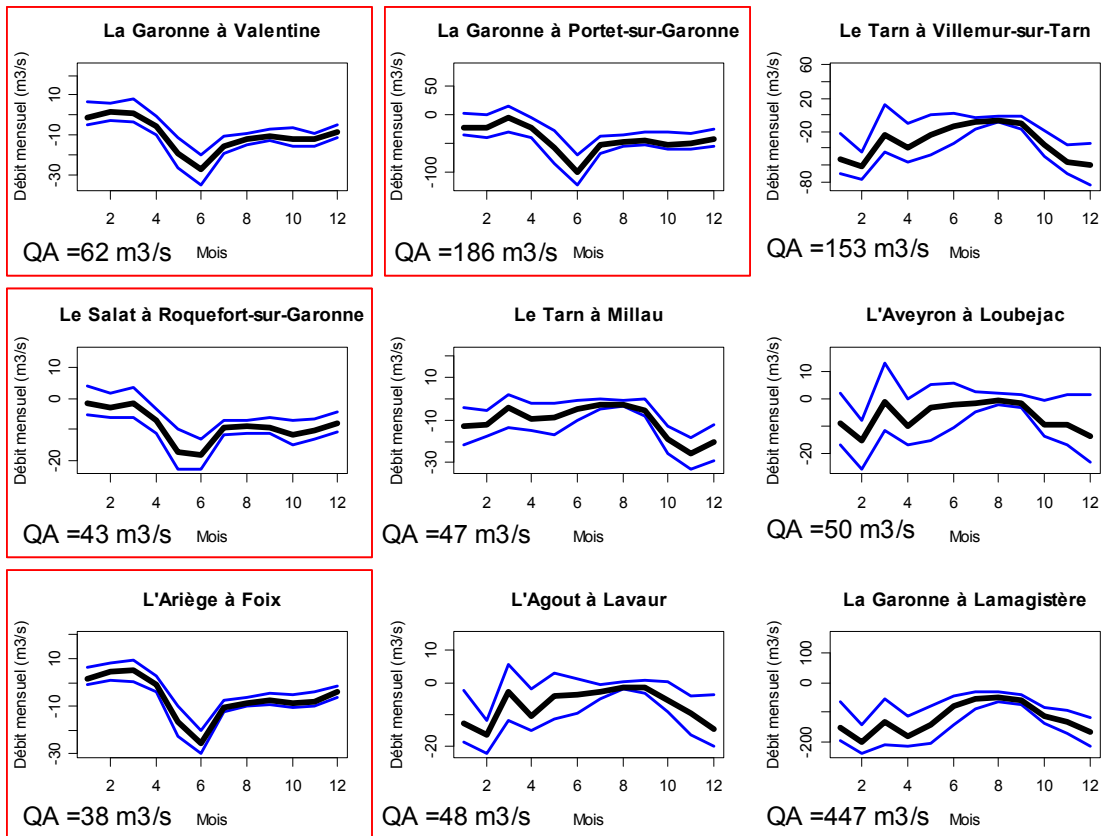 La Garonne à Valentine
Débit mensuel (m3/s)
10
-10
-30
2 4 6 8 10 12
QA =62 m3/s Mois
La Garonne à Portet-sur-Garonne
Débit mensuel (m3/s)
50
0
-100
2 4 6 8 10 12
QA =186 m3/s Mois
Le Tarn à Villemur-sur-Tarn
Débit mensuel (m3/s)
60
20
-20
-80
2 4 6 8 10 12
QA =153 m3/s Mois
Le Salat à Roquefort-sur-Garonne
Débit mensuel (m3/s)
10
0
-20
2 4 6 8 10 12
QA =43 m3/s Mois
Le Tarn à Millau
Débit mensuel (m3/s)
10
-10
-30
2 4 6 8 10 12
QA =47 m3/s Mois
L'Aveyron à Loubejac
Débit mensuel (m3/s)
10
0
-20
2 4 6 8 10 12
QA =50 m3/s Mois
L'Ariège à Foix
Débit mensuel (m3/s)
10
-10
-30
2 4 6 8 10 12
QA =38 m3/s Mois
L'Agout à Lavaur
Débit mensuel (m3/s)
10
0
-20
2 4 6 8 10 12
QA =48 m3/s Mois
La Garonne à Lamagistère
Débit mensuel (m3/s)
100
0
-200
2 4 6 8 10 12
QA =447 m3/s Mois